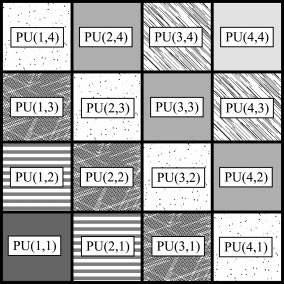 PU(1,4) PU(2,4) PU(3,4) PU(4,4)
PU(1,3) PU(2,3) PU(3,3) PU(4,3)
PU(1,2) PU(2,2) PU(3,2) PU(4,2)
PU(1,1) PU(2,1) PU(3,1) PU(4,1)